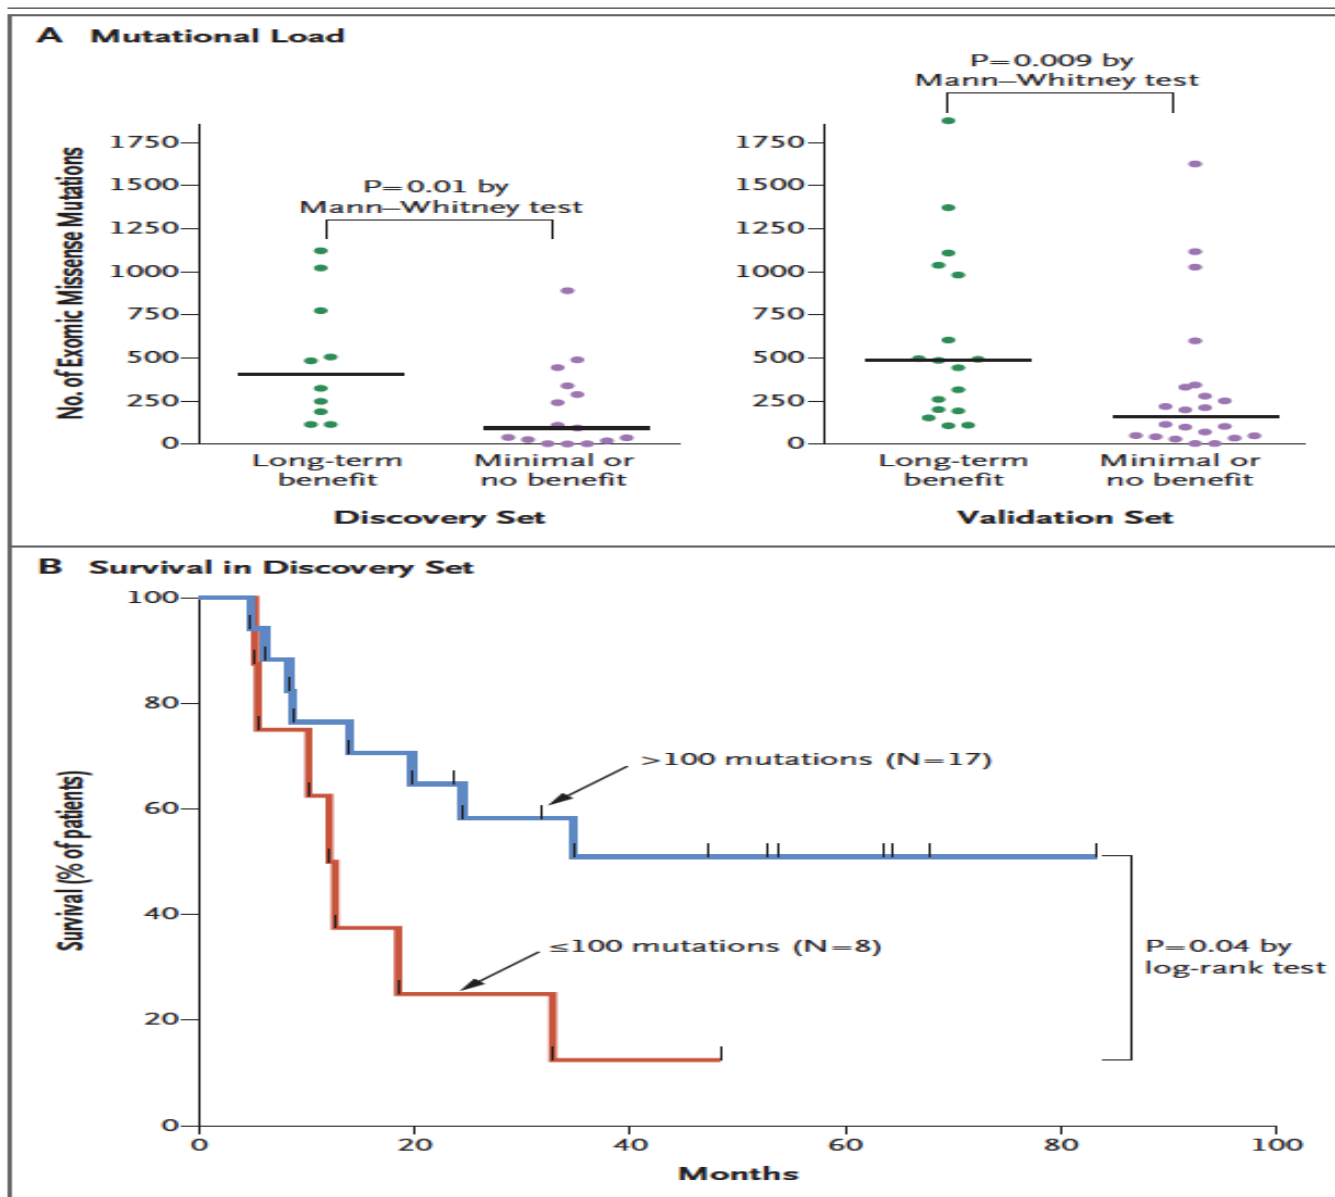 A Mutational Load
P=0.01 by
Mann–Whitney test
P=0.009 by
Mann–Whitney test
No. of Exomic Missense Mutations
1750
1500
1250
1000
750
500
250
0
Long-term
benefit
Minimal or
no benefit
Discovery Set
1750
1500
1250
1000
750
500
250
0
Long-term
benefit
Minimal or
no benefit
Validation Set
B Survival in Discovery Set
Survival (% of patients)
100
80
60
40
20
0
>100 mutations (N=17)
≤100 mutations (N=8)
P=0.04 by
log-rank test
0 20 40 60 80 100
Months